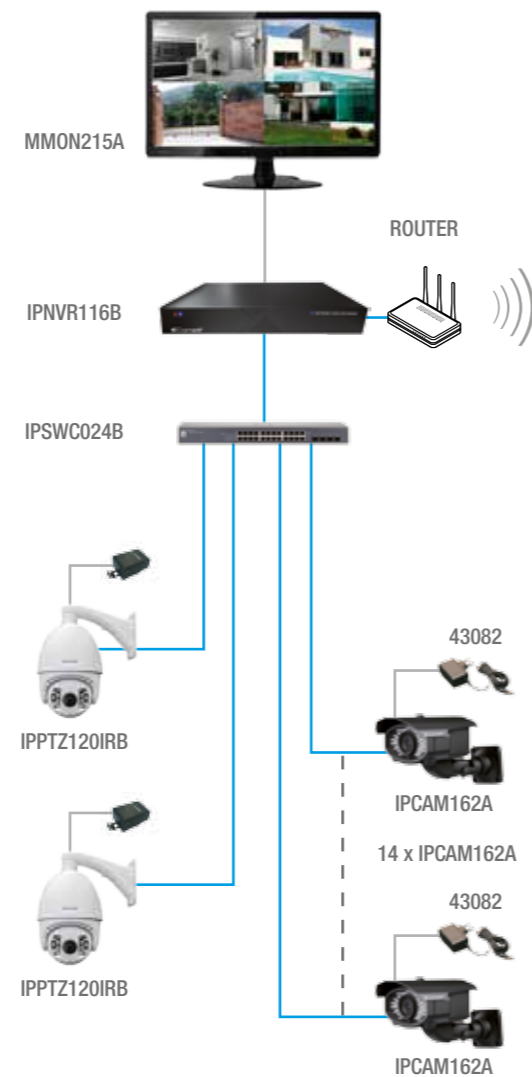 MMON215A
ROUTER
IPNVR116B
IPSWC024B
43082
IPPTZ120IRB
IPCAM162A
14 x IPCAM162A
43082
IPPTZ120IRB
IPCAM162A